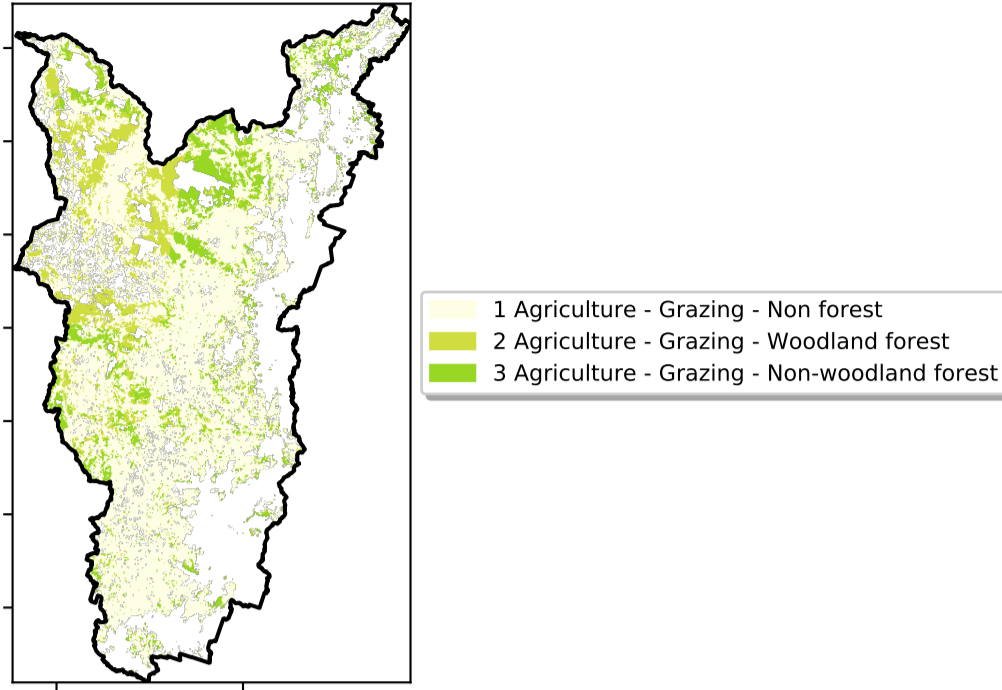 1 Agriculture - Grazing - Non forest
2 Agriculture - Grazing - Woodland forest
3 Agriculture - Grazing - Non-woodland forest